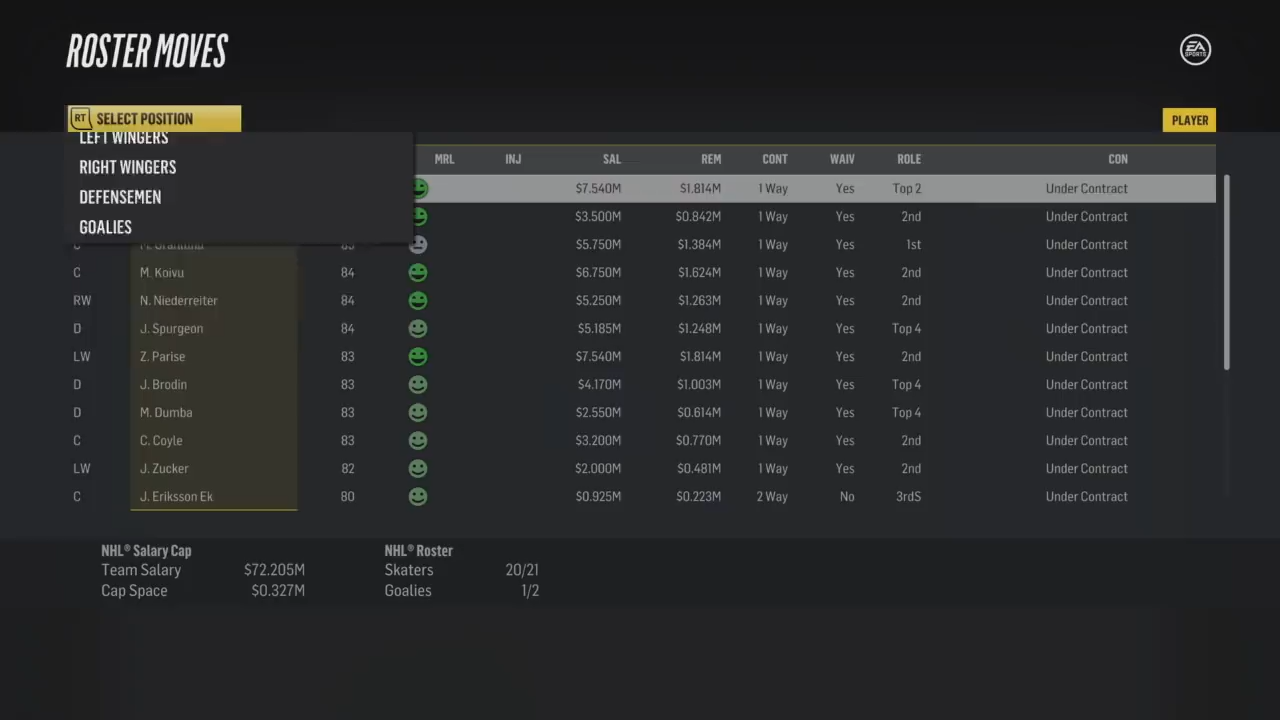 ROSTER MOVES
EA SPORTS
RT SELECT POSITION
PLAYER
LEFT WINGERS
RIGHT WINGERS
DEFENSEMEN
GOALIES
MRL INJ SAL REM CONT WAIV ROLE CON
$7.540M $1.814M 1 Way Yes Top 2 Under Contract
$3.500M $0.842M 1 Way Yes 2nd Under Contract
$5.750M $1.384M 1 Way Yes 1st Under Contract
C M. Koivu 84 $6.750M $1.624M 1 Way Yes 2nd Under Contract
RW N. Niederreiter 84 $5.250M $1.263M 1 Way Yes 2nd Under Contract
D J. Spurgeon 84 $5.185M $1.248M 1 Way Yes Top 4 Under Contract
LW Z. Parise 83 $7.540M $1.814M 1 Way Yes 2nd Under Contract
D J. Brodin 83 $4.170M $1.003M 1 Way Yes Top 4 Under Contract
D M. Dumba 83 $2.550M $0.614M 1 Way Yes Top 4 Under Contract
C C. Coyle 83 $3.200M $0.770M 1 Way Yes 2nd Under Contract
LW J. Zucker 82 $2.000M $0.481M 1 Way Yes 2nd Under Contract
C J. Eriksson Ek 80 $0.925M $0.223M 2 Way No 3rdS Under Contract
NHL® Salary Cap
Team Salary $72.205M
Cap Space $0.327M
NHL® Roster
Skaters 20/21
Goalies 1/2